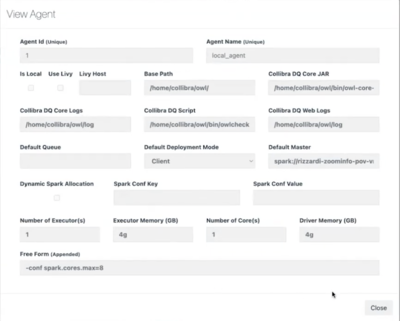 View Agent
Agent Id (Unique) Agent Name (Unique)
1 local_agent
Is Local Use Livy Livy Host Base Path Collibra DQ Core JAR
/home/collibra/owl/ /home/collibra/owl/bin/owl-core-
Collibra DQ Core Logs Collibra DQ Script Collibra DQ Web Logs
/home/collibra/owl/log /home/collibra/owl/bin/owlcheck /home/collibra/owl/log
Default Queue Default Deployment Mode Default Master
Client spark://rizzardi-zoominfo-pov-v
Dynamic Spark Allocation Spark Conf Key Spark Conf Value
Number of Executor(s) Executor Memory (GB) Number of Core(s) Driver Memory (GB)
1 4g 1 4g
Free Form (Appended)
-conf spark.cores.max=8
Close